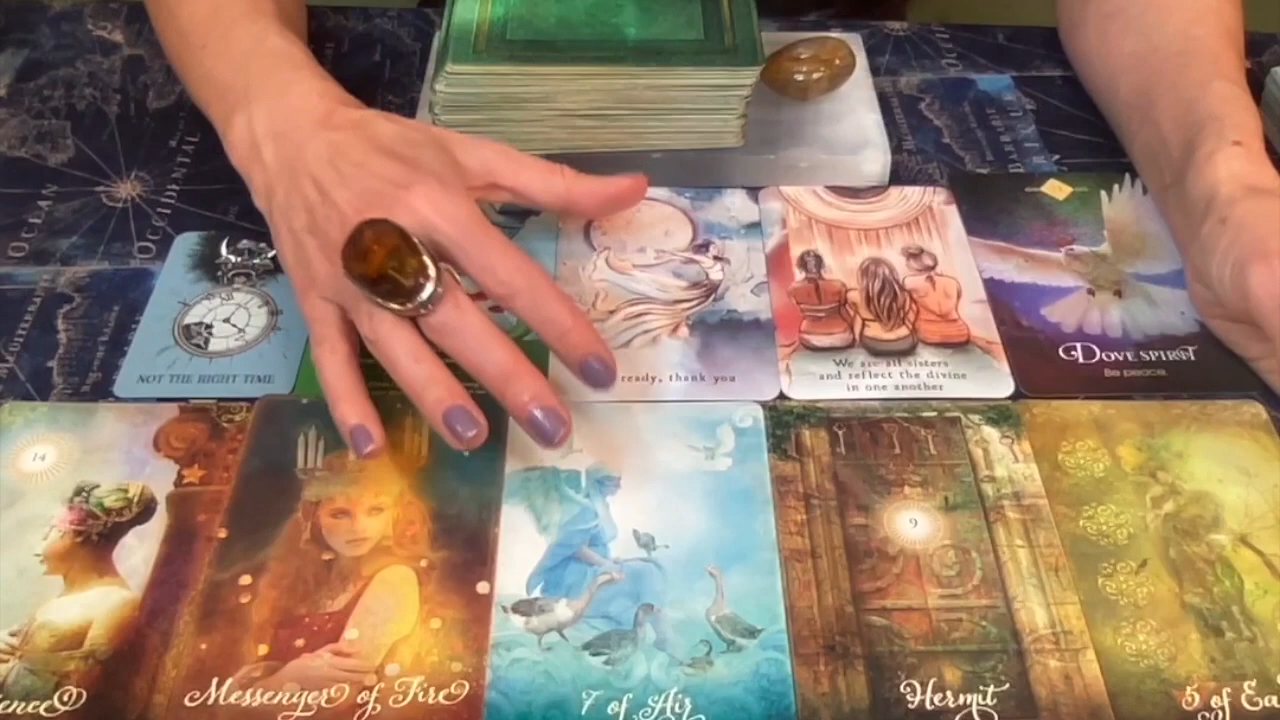 OCEAN
OCCIDENTAL
NOT THE RIGHT TIME
ready, thank you
We are all sisters
and reflect the divine
in one another
DOVE SPIRIT
Be peace.
14
9
Messenger of Fire
7 of Air
Hermit
5 of Ea